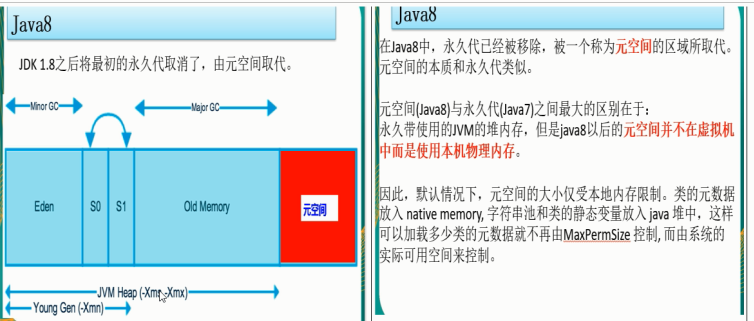 Java8
JDK 1.8之后将最初的永久代取消了，由元空间取代。
Minor GC
Major GC
Eden
S0
S1
Old Memory
元空间
JVM Heap (-Xms -Xmx)
Young Gen (-Xmn)
Java8
在Java8中，永久代已经被移除，被一个称为元空间的区域所取代。
元空间的本质和永久代类似。
元空间(Java8)与永久代(Java7)之间最大的区别在于：
永久带使用的JVM的堆内存，但是java8以后的元空间并不在虚拟机
中而是使用本机物理内存。
因此，默认情况下，元空间的大小仅受本地内存限制。类的元数据
放入 native memory, 字符串池和类的静态变量放入 java 堆中，这样
可以加载多少类的元数据就不再由MaxPermSize 控制, 而由系统的
实际可用空间来控制。